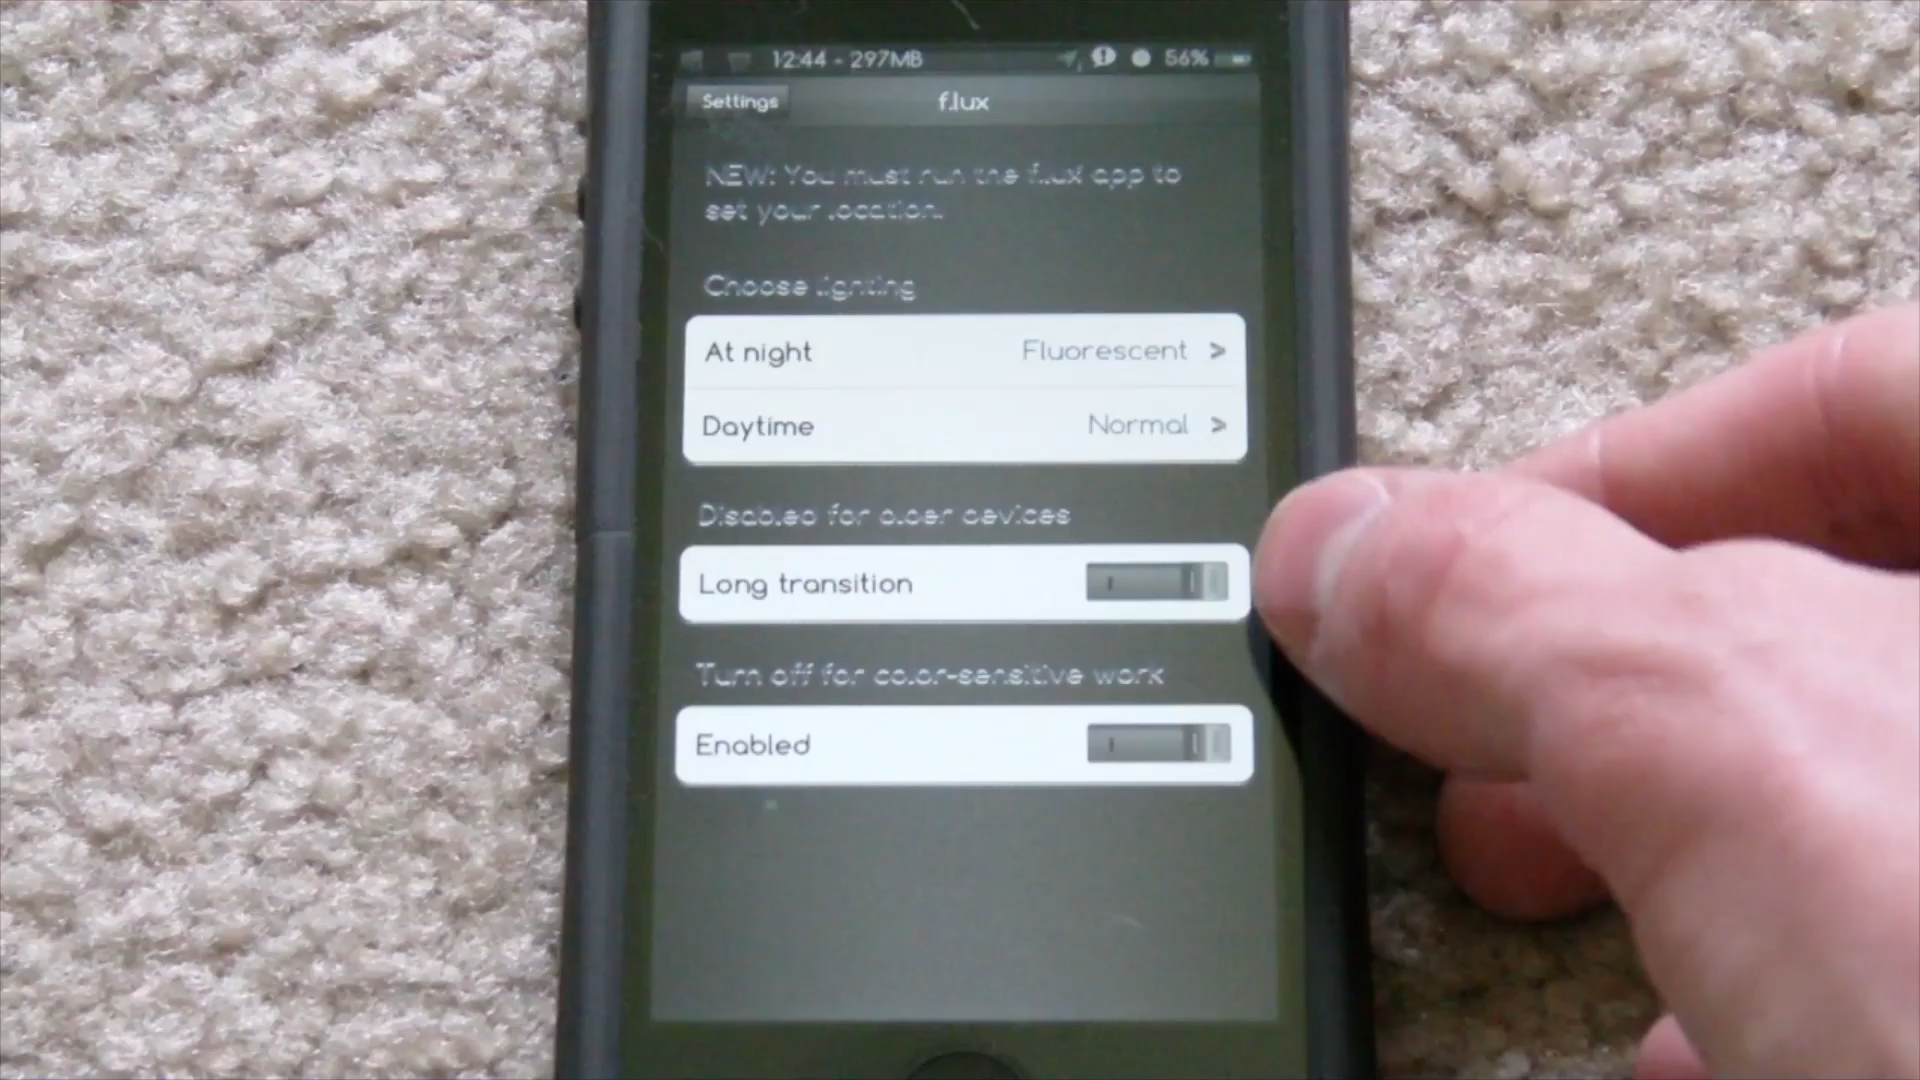 12:44 - 297MB 56%
Settings
f.lux
NEW: You must run the f.lux app to
set your location.
Choose lighting
At night Fluorescent >
Daytime Normal >
Disabled for older devices
Long transition
Turn off for color-sensitive work
Enabled